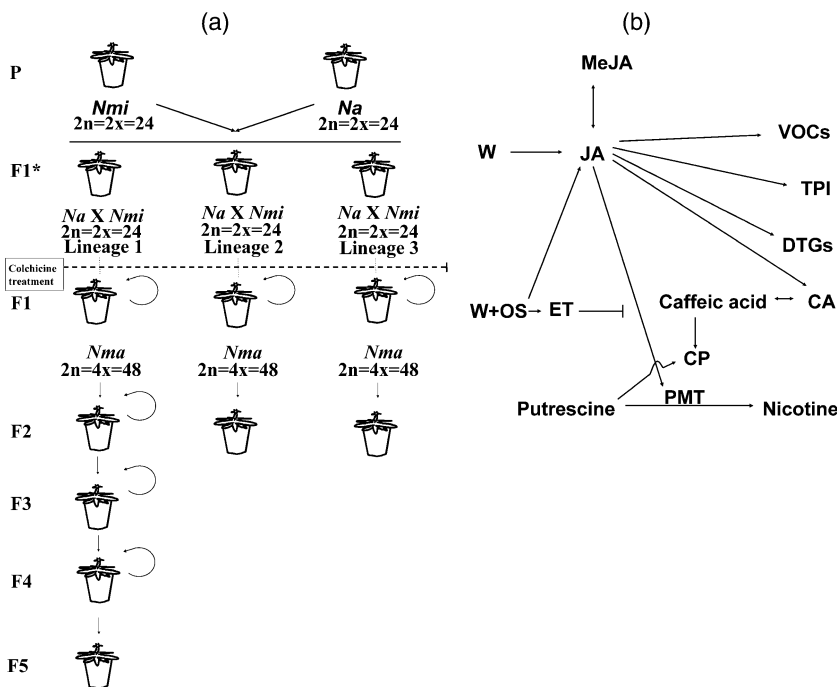 (a)
P
Nmi
2n=2x=24
Na
2n=2x=24
F1*
Na X Nmi
2n=2x=24
Lineage 1
Na X Nmi
2n=2x=24
Lineage 2
Na X Nmi
2n=2x=24
Lineage 3
Colchicine
treatment
F1
Nma
2n=4x=48
Nma
2n=4x=48
Nma
2n=4x=48
F2
F3
F4
F5
(b)
MeJA
W
JA
VOCs
TPI
DTGs
CA
W+OS
ET
Caffeic acid
CP
PMT
Putrescine
Nicotine